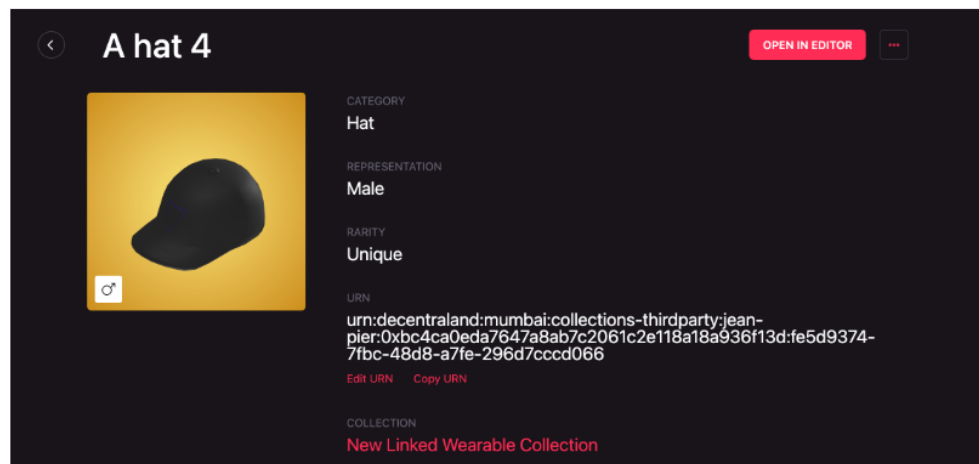 A hat 4
OPEN IN EDITOR
CATEGORY
Hat
REPRESENTATION
Male
RARITY
Unique
URN
urn:decentraland:mumbai:collections-thirdparty:jean-
pier:0xbc4ca0eda7647a8ab7c2061c2e118a18a936f13d:fe5d9374-
7fbc-48d8-a7fe-296d7cccd066
Edit URN Copy URN
COLLECTION
New Linked Wearable Collection